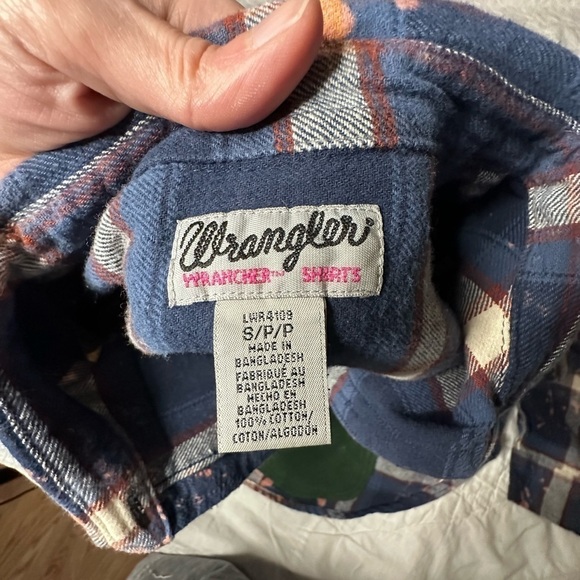 Wrangler®
WRANCHER™ SHIRTS
LWR4109
S/P/P
MADE IN
BANGLADESH
FABRIQUÉ AU
BANGLADESH
HECHO EN
BANGLADESH
100% COTTON/
COTON/ALGODÓN